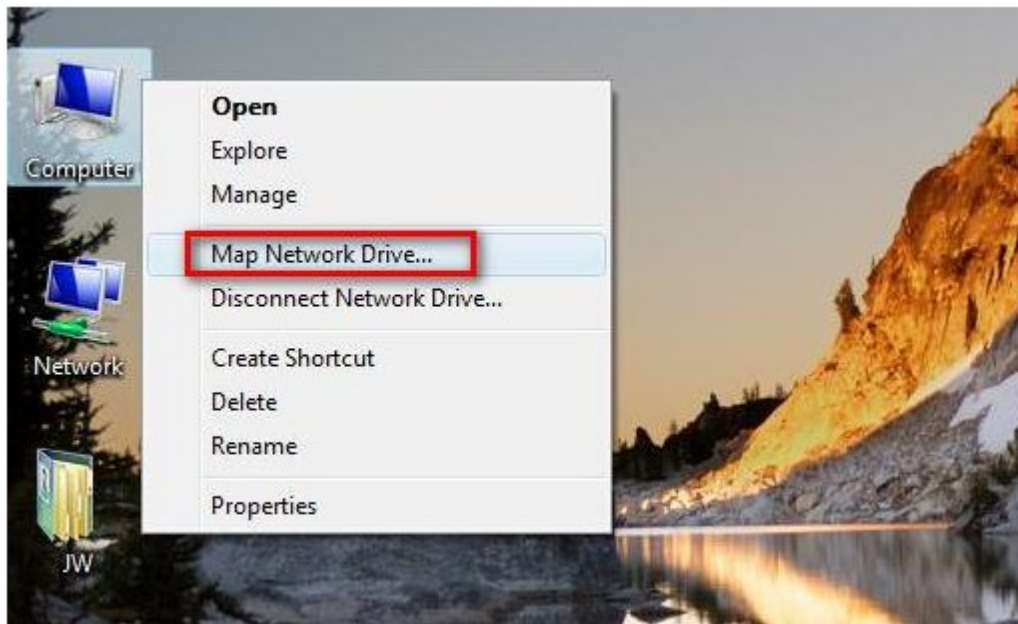 Computer
Open
Explore
Manage
Map Network Drive...
Disconnect Network Drive...
Network
Create Shortcut
Delete
Rename
Properties
JW